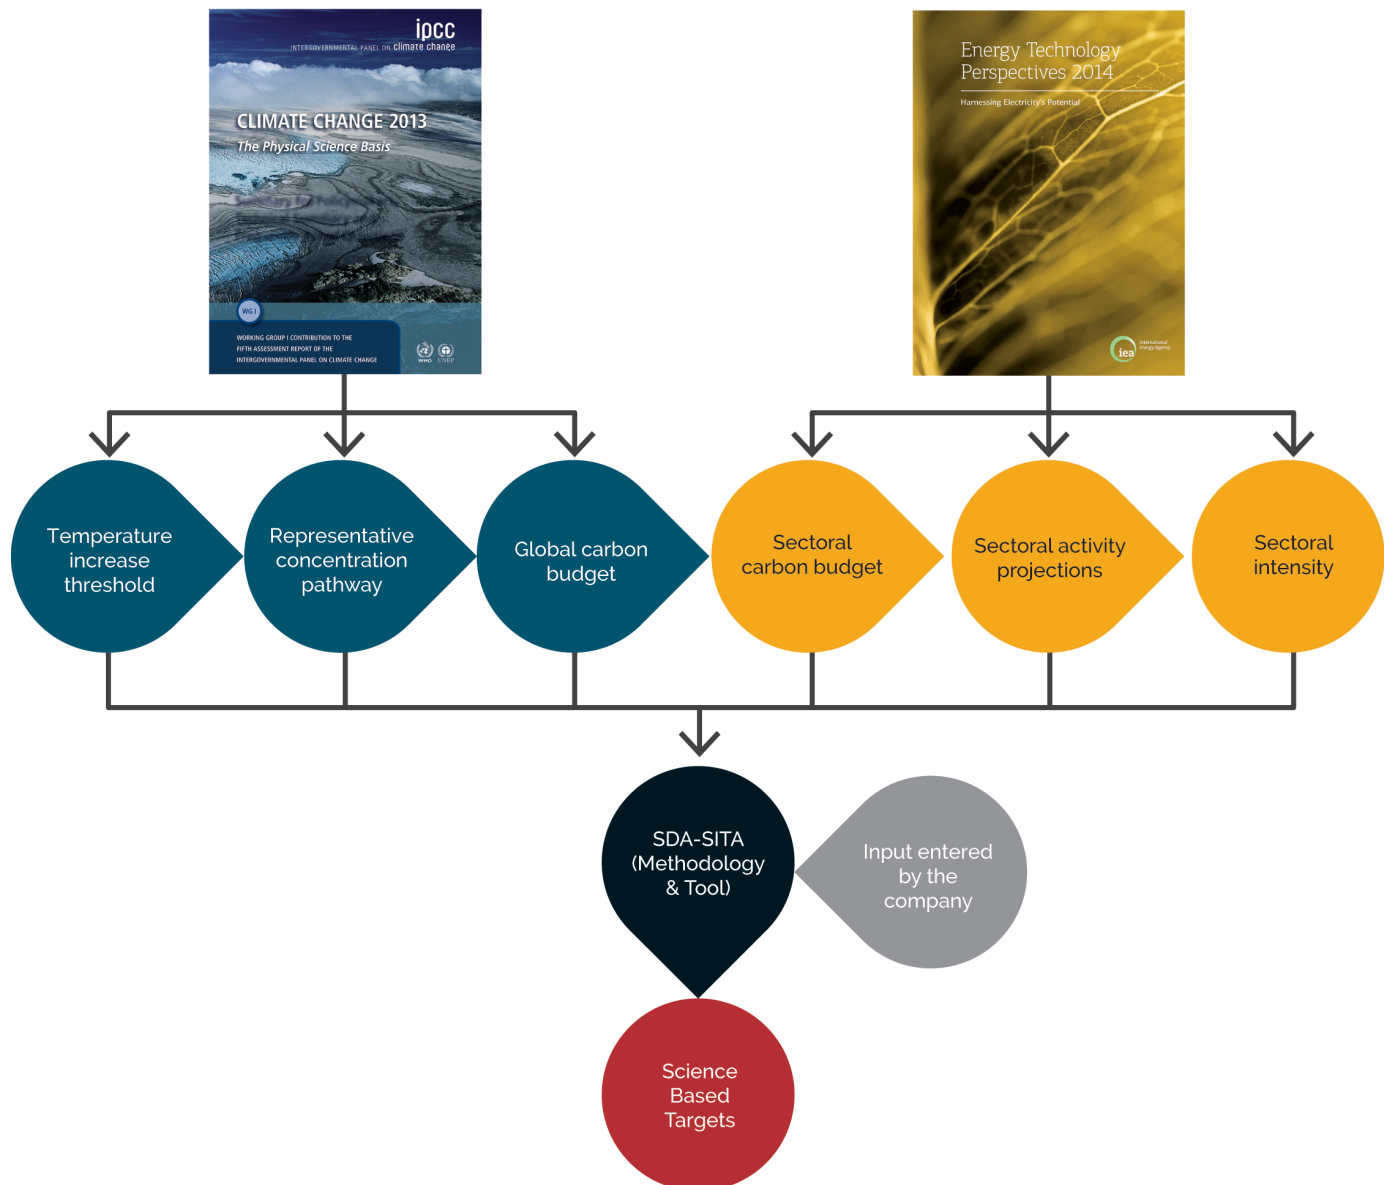 ipcc
INTERGOVERNMENTAL PANEL ON climate change
CLIMATE CHANGE 2013
The Physical Science Basis
WG I
WORKING GROUP I CONTRIBUTION TO THE
FIFTH ASSESSMENT REPORT OF THE
INTERGOVERNMENTAL PANEL ON CLIMATE CHANGE
WMO
UNEP
Energy Technology
Perspectives 2014
Harnessing Electricity's Potential
iea
International
Energy Agency
Temperature
increase
threshold
Representative
concentration
pathway
Global carbon
budget
Sectoral
carbon budget
Sectoral activity
projections
Sectoral
intensity
SDA-SITA
(Methodology
& Tool)
Input entered
by the
company
Science
Based
Targets